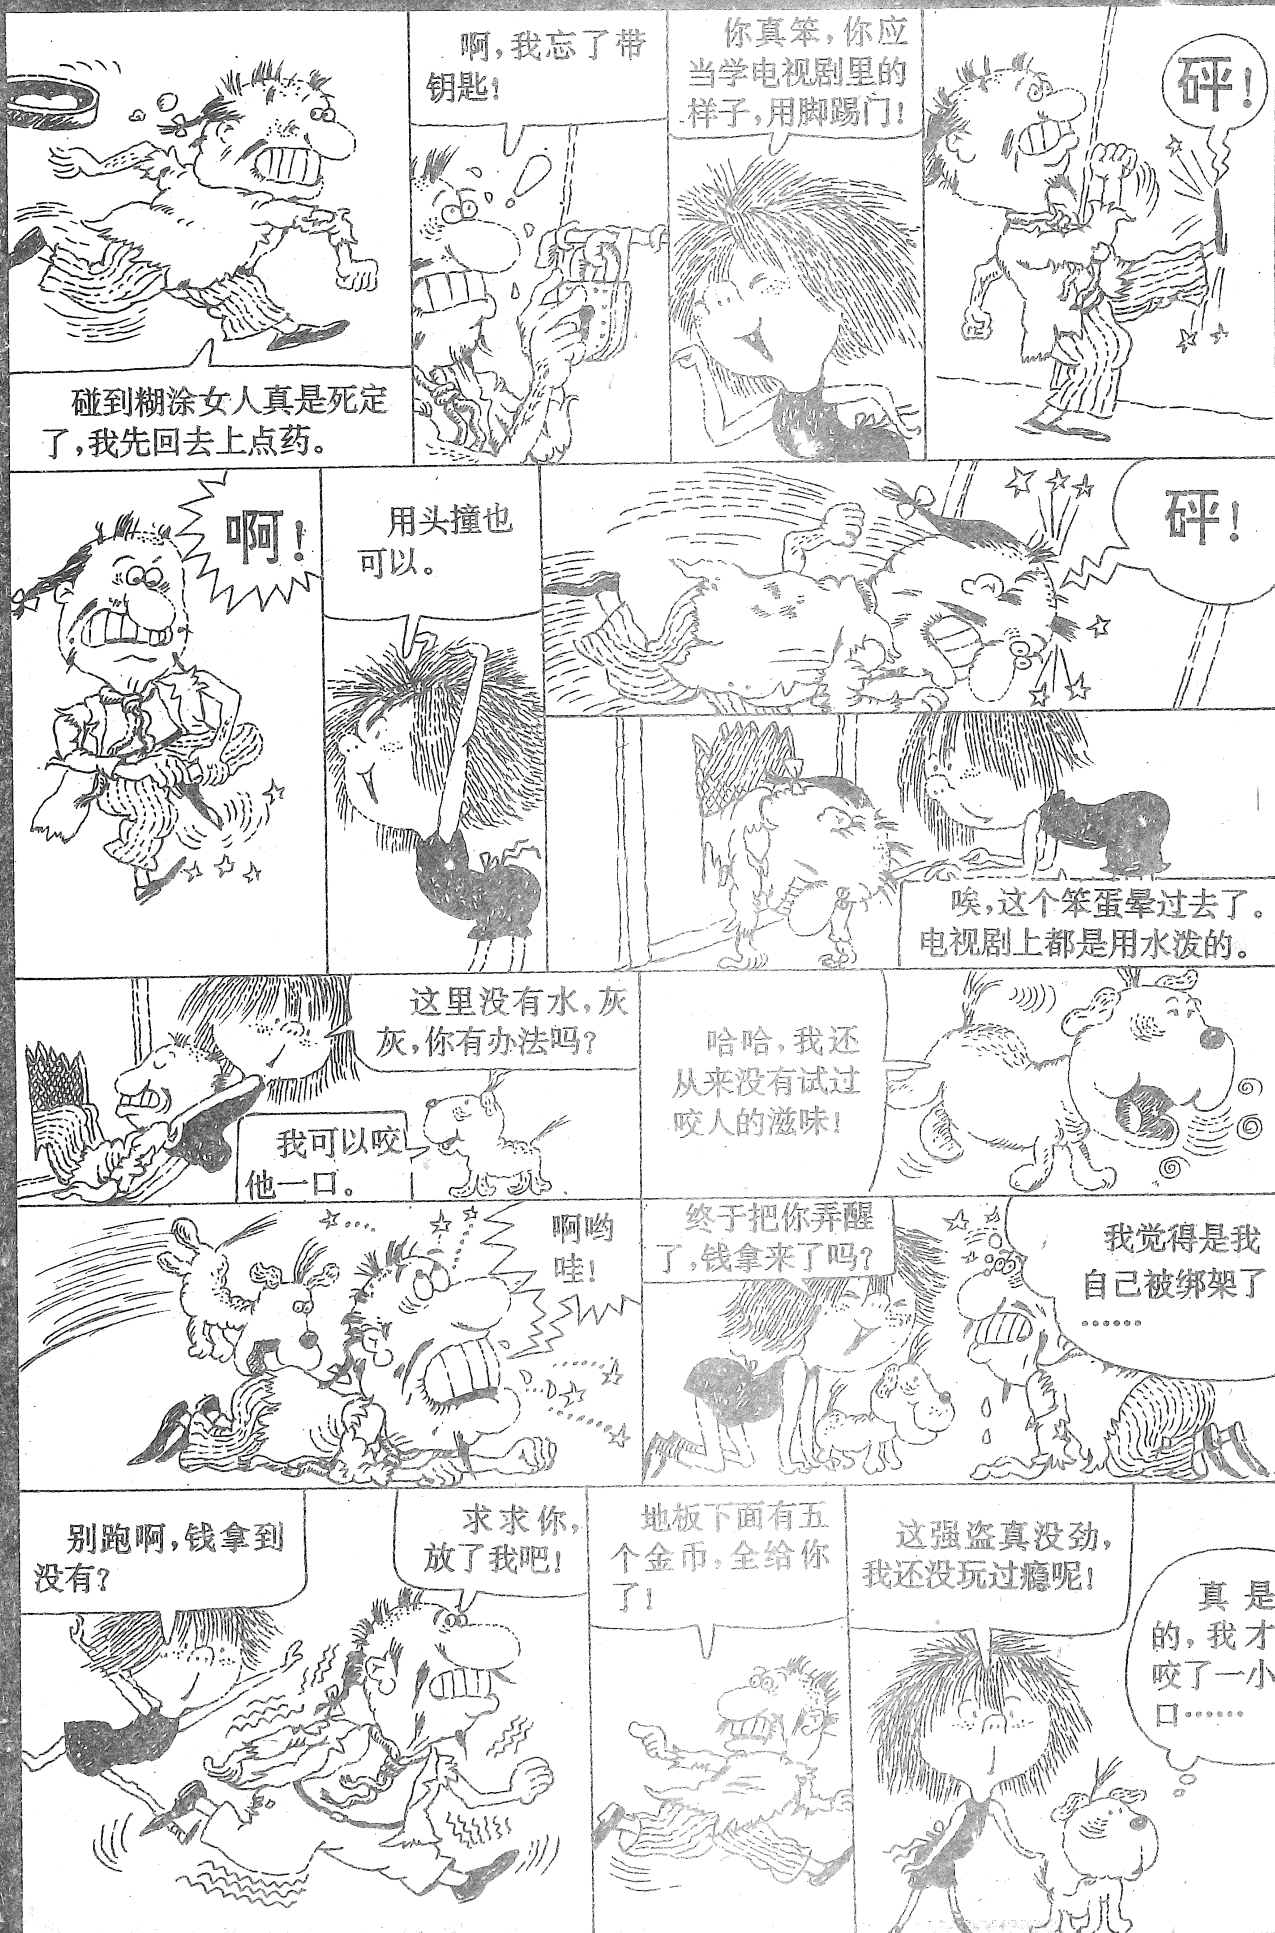 碰到糊涂女人真是死定
了,我先回去上点药。
啊,我忘了带
钥匙!
你真笨,你应
当学电视剧里的
样子,用脚踢门!
砰!
啊!
用头撞也
可以。
砰!
唉,这个笨蛋晕过去了。
电视剧上都是用水泼的。
这里没有水,灰
灰,你有办法吗?
我可以咬
他一口。
哈哈,我还
从来没有试过
咬人的滋味!
啊哟
哇!
终于把你弄醒
了,钱拿来了吗?
我觉得是我
自己被绑架了
……
别跑啊,钱拿到
没有?
求求你,
放了我吧!
地板下面有五
个金币,全给你
了!
这强盗真没劲,
我还没玩过瘾呢!
真是
的,我才
咬了一小
口……